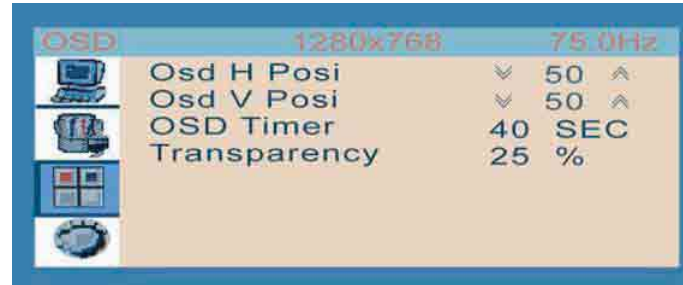 OSD 1280x768 75.0Hz
Osd H Posi 50
Osd V Posi 50
OSD Timer 40 SEC
Transparency 25 %